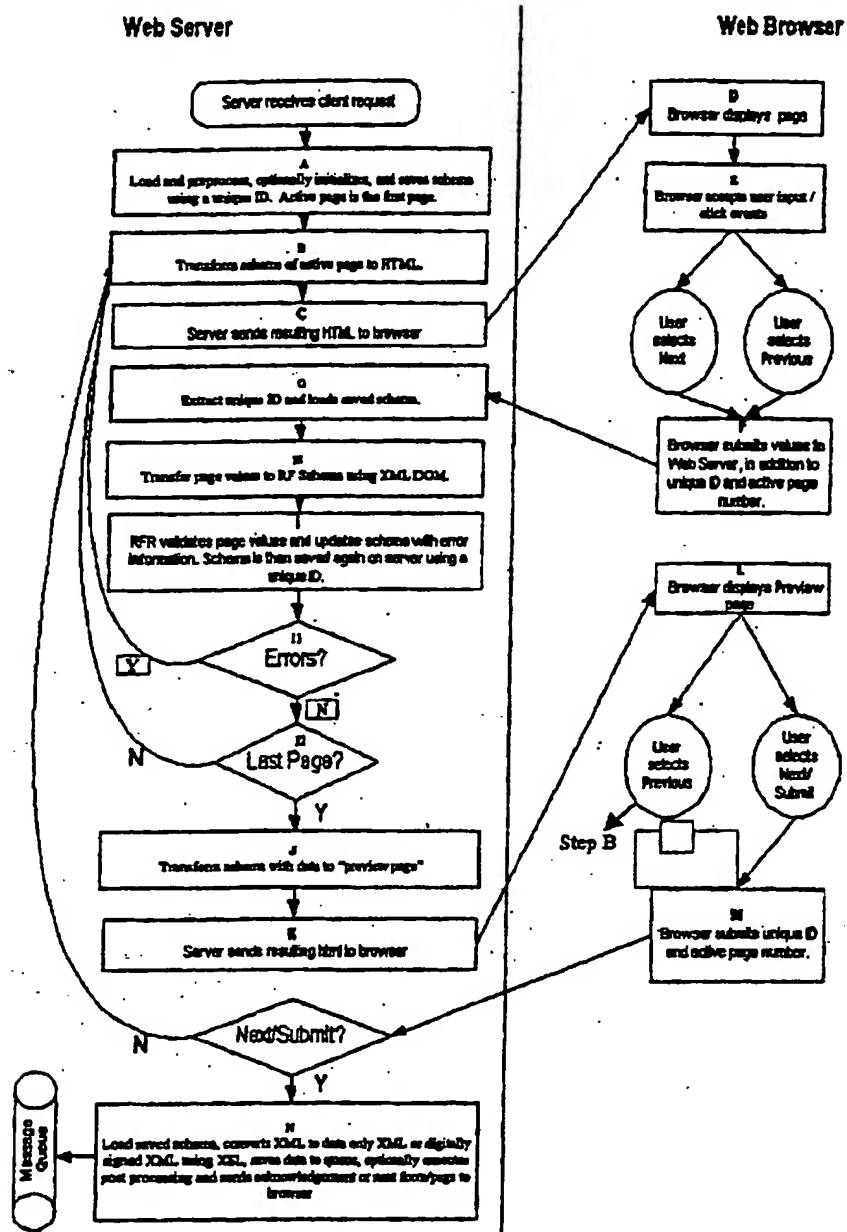 Web Server
Server receives client request
A
Load and preprocess, optionally initialize, and saves schema
using a unique ID. Active page is the first page.
B
Transform schema of active page to HTML.
C
Server sends resulting HTML to browser
G
Extract unique ID and loads saved schema.
H
Transfer page values to RF Schema using XML DOM.
I
RFR validates page values and updates schema with error
information. Schema is then saved again on server using a
unique ID.
I1
Errors?
Y
N
I2
Last Page?
N
Y
J
Transform schema with data to "preview page"
K
Server sends resulting html to browser
Next/Submit?
N
Y
N
Load saved schema, converts XML to data only XML or digitally
signed XML using XSL, saves data to queue, optionally executes
post processing and sends acknowledgement or next form/page to
browser
Message
Queue
Web Browser
D
Browser displays page
E
Browser accepts user input /
click events
User
selects
Next
User
selects
Previous
F
Browser submits values to
Web Server, in addition to
unique ID and active page
number.
L
Browser displays Preview
page
User
selects
Previous
User
selects
Next/
Submit
Step B
M
Browser submits unique ID
and active page number.